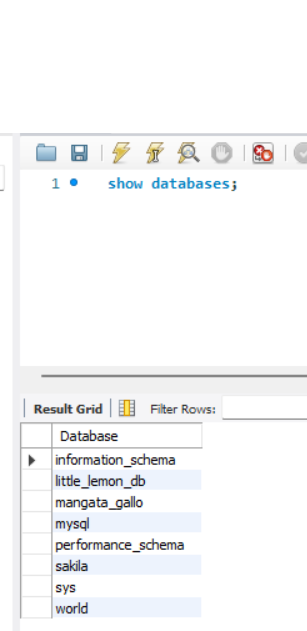 1 show databases;
Result Grid Filter Rows:
Database
information_schema
little_lemon_db
mangata_gallo
mysql
performance_schema
sakila
sys
world